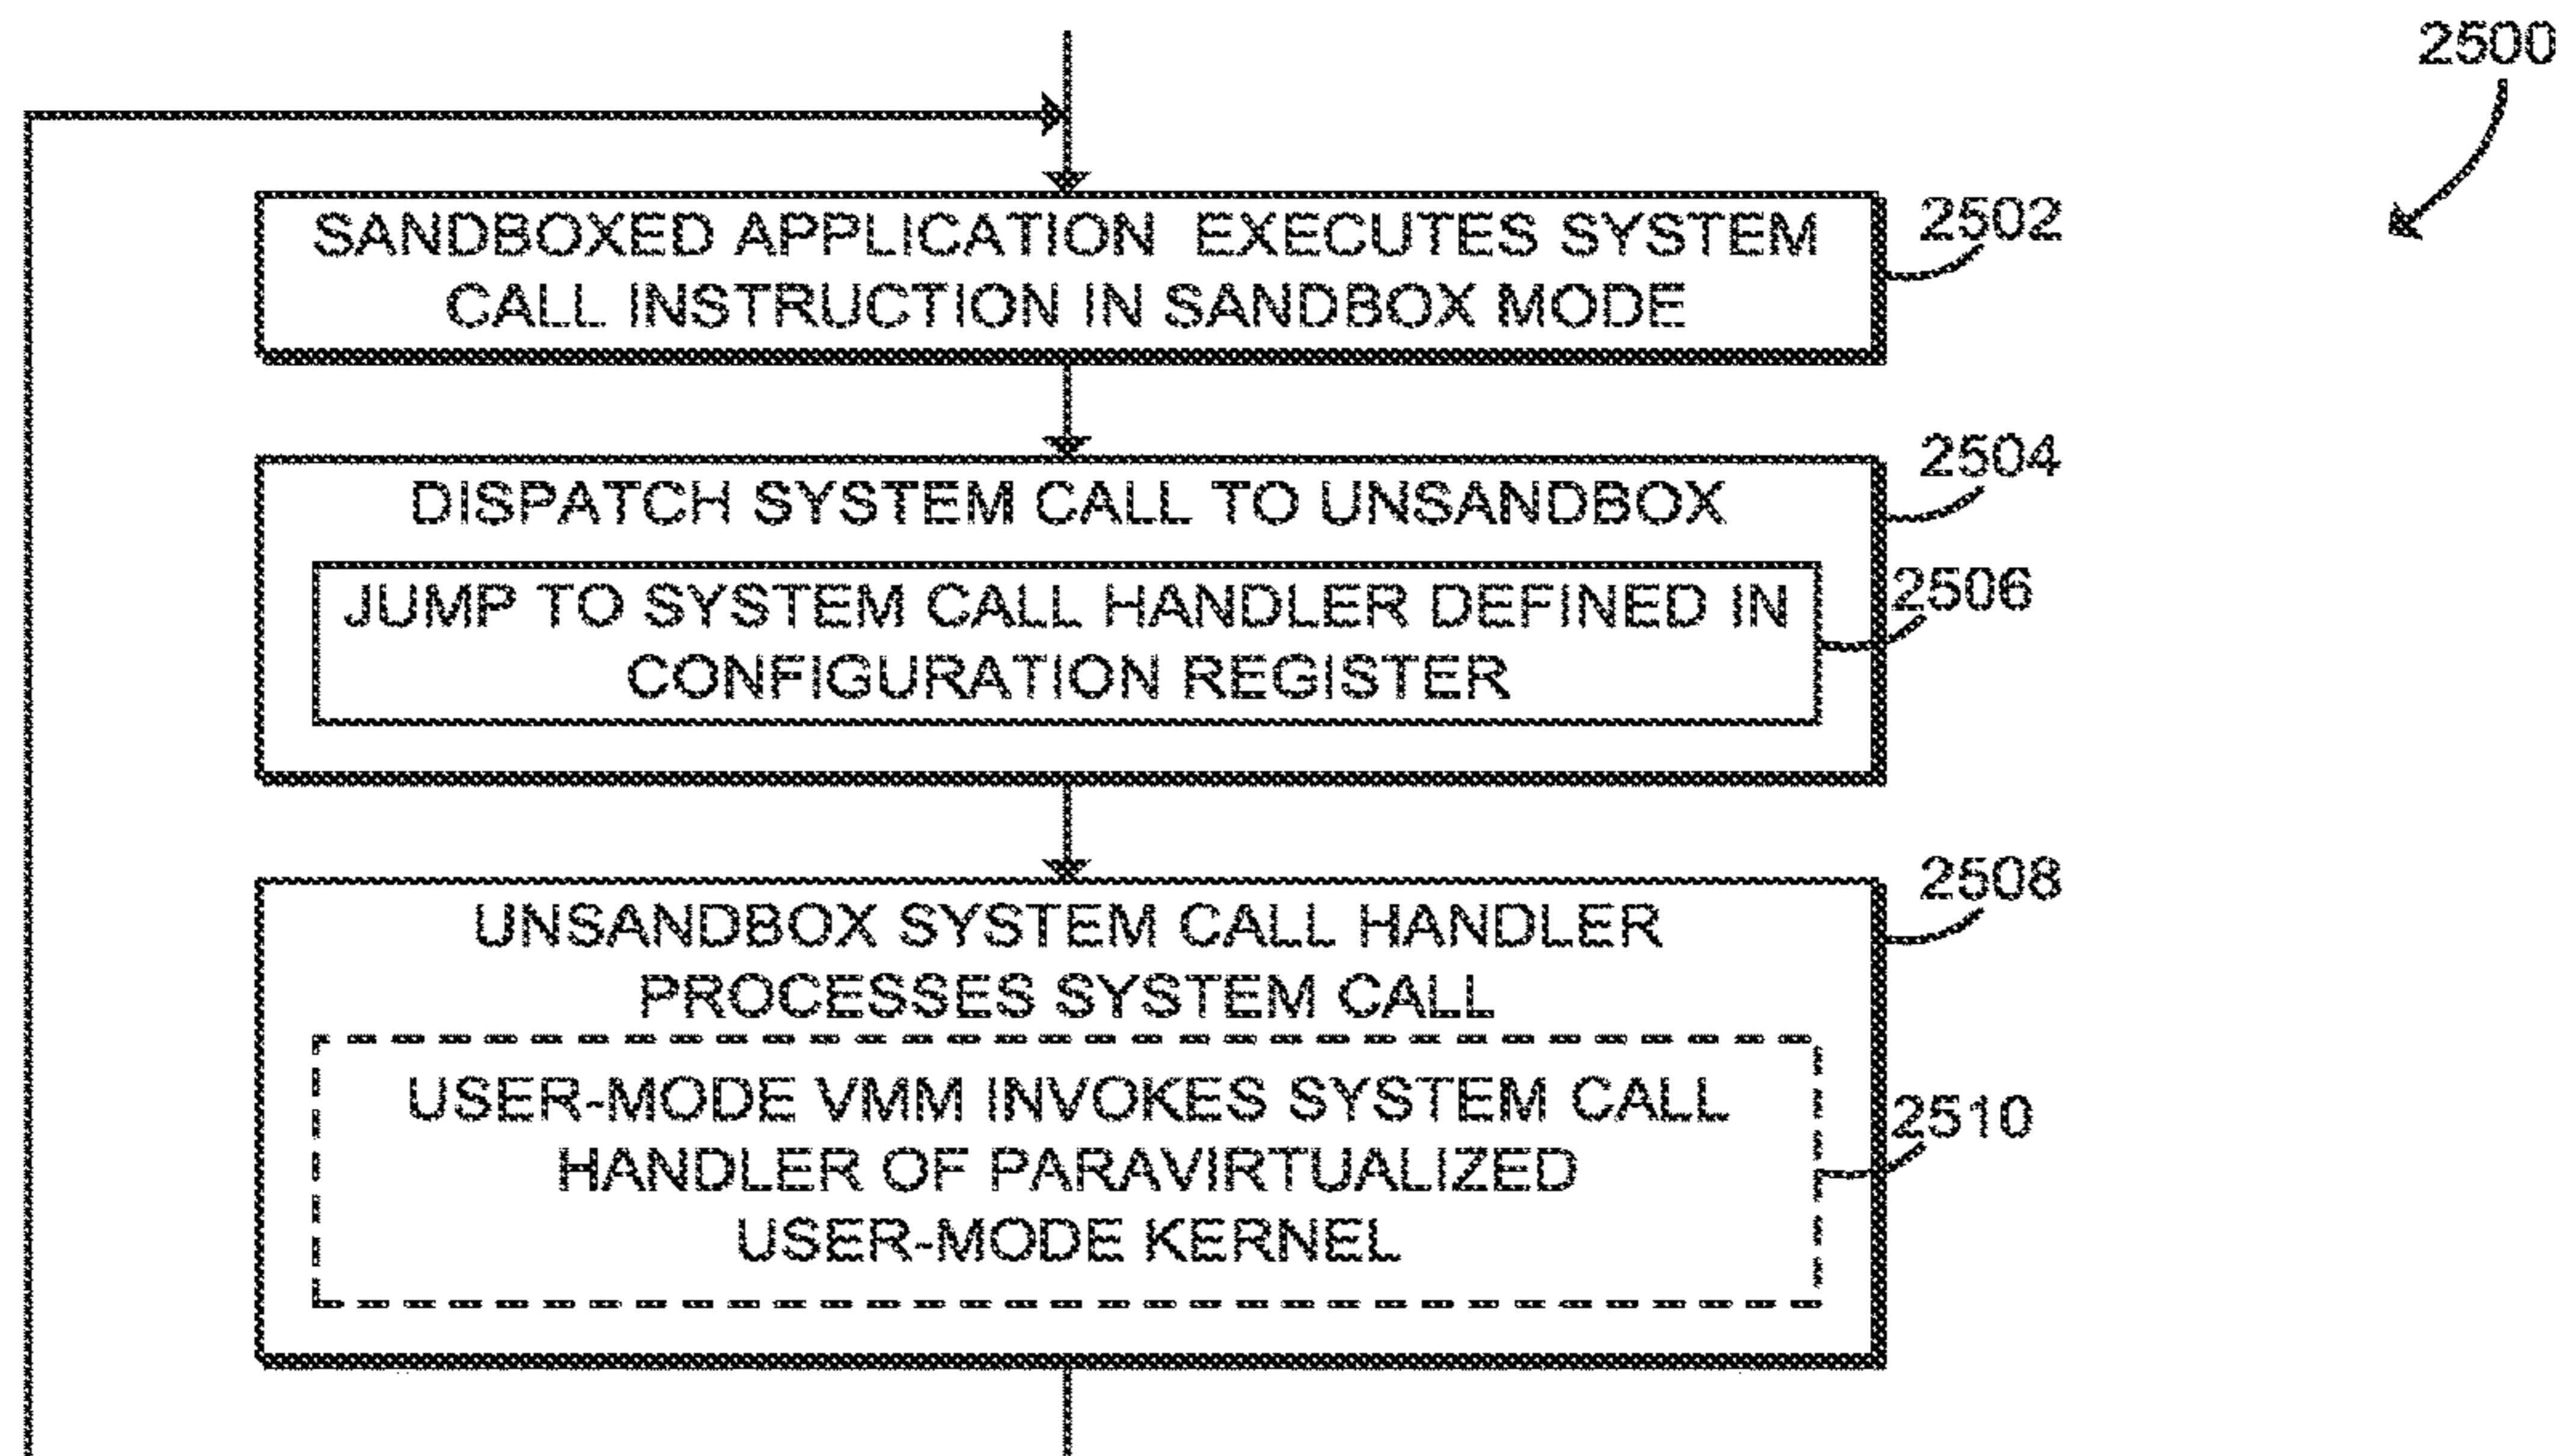 2500
SANDBOXED APPLICATION EXECUTES SYSTEM
CALL INSTRUCTION IN SANDBOX MODE
2502
DISPATCH SYSTEM CALL TO UNSANDBOX
2504
JUMP TO SYSTEM CALL HANDLER DEFINED IN
CONFIGURATION REGISTER
2506
UNSANDBOX SYSTEM CALL HANDLER
PROCESSES SYSTEM CALL
2508
USER-MODE VMM INVOKES SYSTEM CALL
HANDLER OF PARAVIRTUALIZED
USER-MODE KERNEL
2510